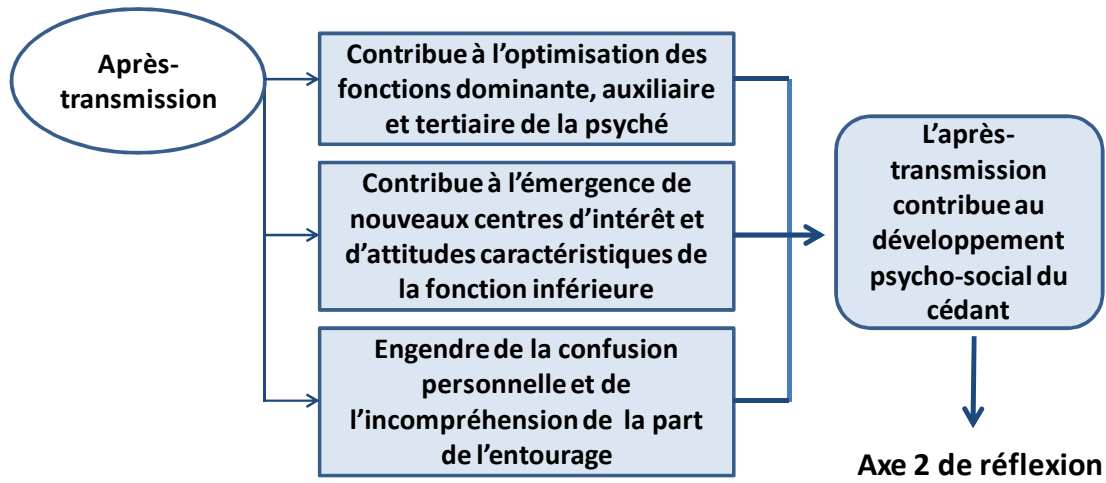 Après-
transmission
Contribue à l’optimisation des
fonctions dominante, auxiliaire
et tertiaire de la psyché
Contribue à l’émergence de
nouveaux centres d’intérêt et
d’attitudes caractéristiques de
la fonction inférieure
Engendre de la confusion
personnelle et de
l’incompréhension de la part
de l’entourage
L’après-
transmission
contribue au
développement
psycho-social du
cédant
Axe 2 de réflexion